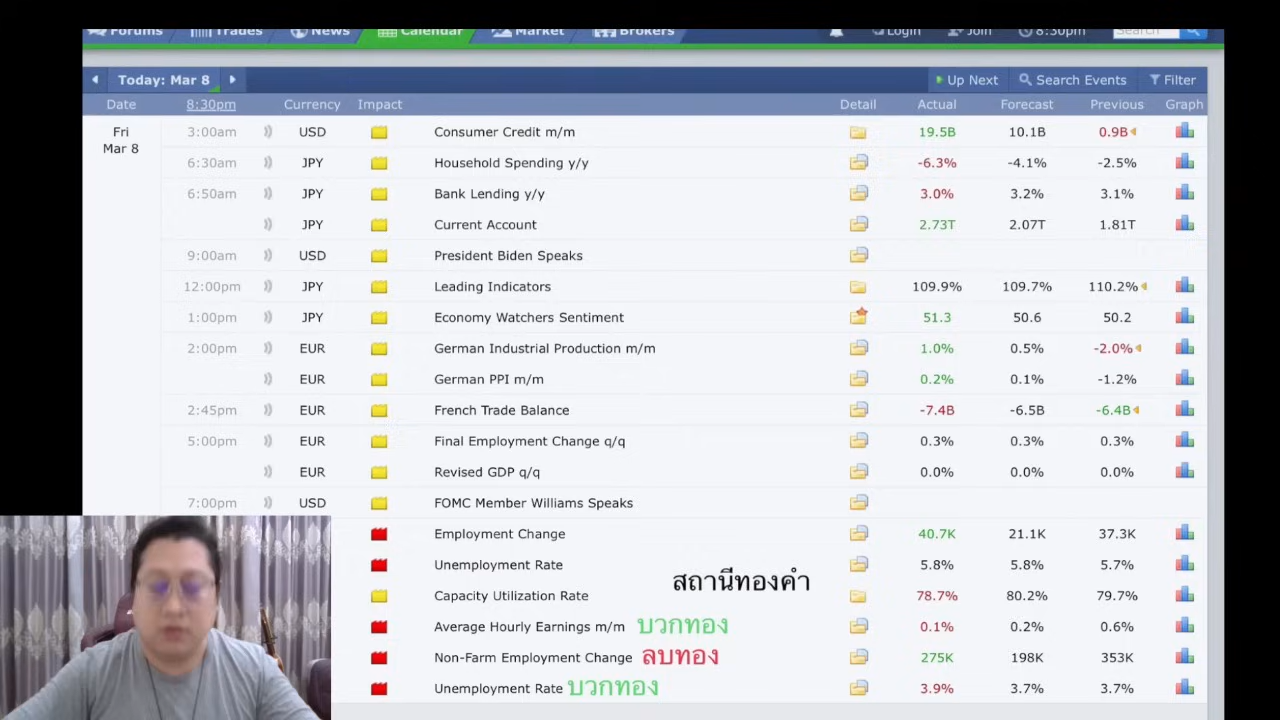 Forums Trades News Calendar Market Brokers Login Join 8:30pm Search
Today: Mar 8 Up Next Search Events Filter
Date 8:30pm Currency Impact Detail Actual Forecast Previous Graph
Fri 3:00am USD Consumer Credit m/m 19.5B 10.1B 0.9B
Mar 8
6:30am JPY Household Spending y/y -6.3% -4.1% -2.5%
6:50am JPY Bank Lending y/y 3.0% 3.2% 3.1%
JPY Current Account 2.73T 2.07T 1.81T
9:00am USD President Biden Speaks
12:00pm JPY Leading Indicators 109.9% 109.7% 110.2%
1:00pm JPY Economy Watchers Sentiment 51.3 50.6 50.2
2:00pm EUR German Industrial Production m/m 1.0% 0.5% -2.0%
EUR German PPI m/m 0.2% 0.1% -1.2%
2:45pm EUR French Trade Balance -7.4B -6.5B -6.4B
5:00pm EUR Final Employment Change q/q 0.3% 0.3% 0.3%
EUR Revised GDP q/q 0.0% 0.0% 0.0%
7:00pm USD FOMC Member Williams Speaks
Employment Change 40.7K 21.1K 37.3K
Unemployment Rate 5.8% 5.8% 5.7%
สถานีทองคำ
Capacity Utilization Rate 78.7% 80.2% 79.7%
Average Hourly Earnings m/m บวกทอง 0.1% 0.2% 0.6%
Non-Farm Employment Change ลบทอง 275K 198K 353K
Unemployment Rate บวกทอง 3.9% 3.7% 3.7%